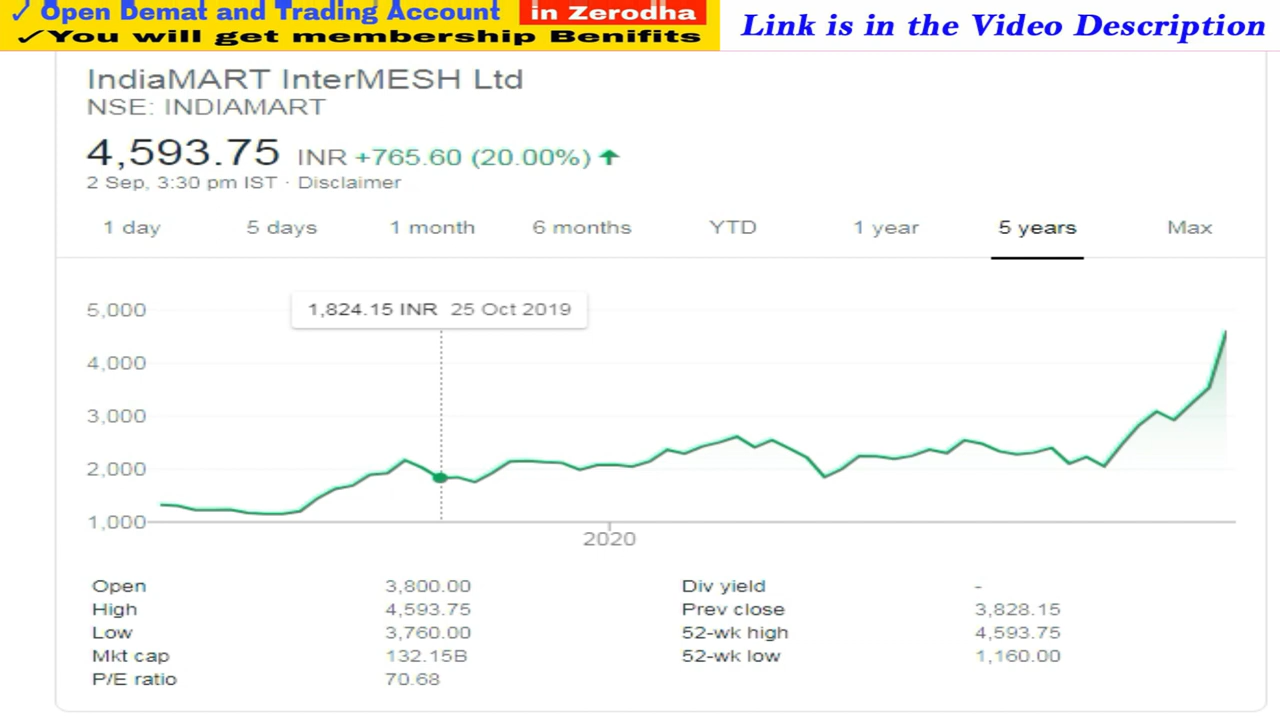 ✓ Open Demat and Trading Account in Zerodha
✓You will get membership Benifits
Link is in the Video Description
IndiaMART InterMESH Ltd
NSE: INDIAMART
4,593.75 INR +765.60 (20.00%) ↑
2 Sep, 3:30 pm IST · Disclaimer
1 day 5 days 1 month 6 months YTD 1 year 5 years Max
1,824.15 INR 25 Oct 2019
5,000
4,000
3,000
2,000
1,000
2020
Open 3,800.00 Div yield -
High 4,593.75 Prev close 3,828.15
Low 3,760.00 52-wk high 4,593.75
Mkt cap 132.15B 52-wk low 1,160.00
P/E ratio 70.68